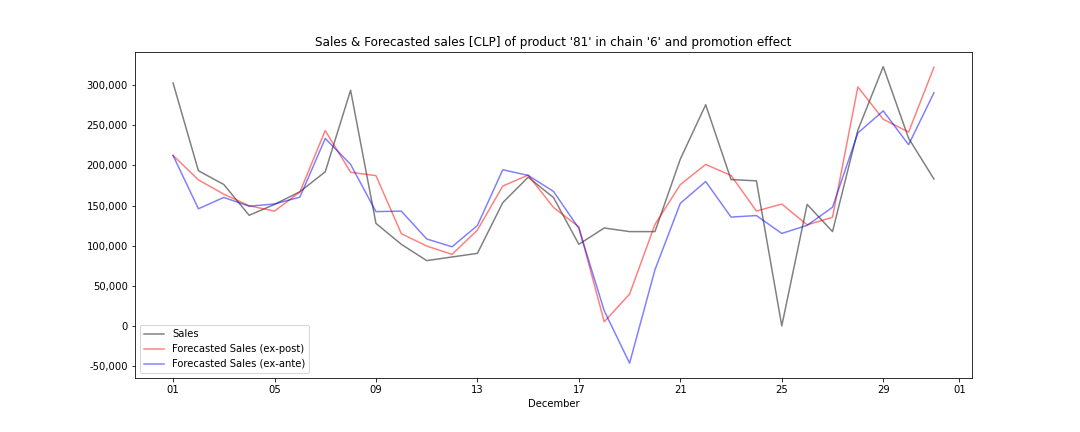 Sales & Forecasted sales [CLP] of product '81' in chain '6' and promotion effect
300,000
250,000
200,000
150,000
100,000
50,000
0
-50,000
Sales
Forecasted Sales (ex-post)
Forecasted Sales (ex-ante)
01 05 09 13 17 21 25 29 01
December